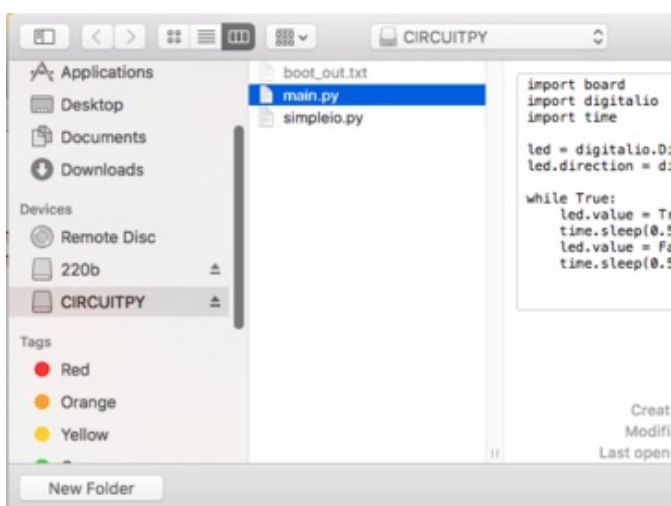 CIRCUITPY
Applications
Desktop
Documents
Downloads
Devices
Remote Disc
220b
CIRCUITPY
Tags
Red
Orange
Yellow
boot_out.txt
main.py
simpleio.py
import board
import digitalio
import time
led = digitalio.Di
led.direction = di
while True:
led.value = Tr
time.sleep(0.5
led.value = Fa
time.sleep(0.5
Creat
Modifi
Last open
New Folder